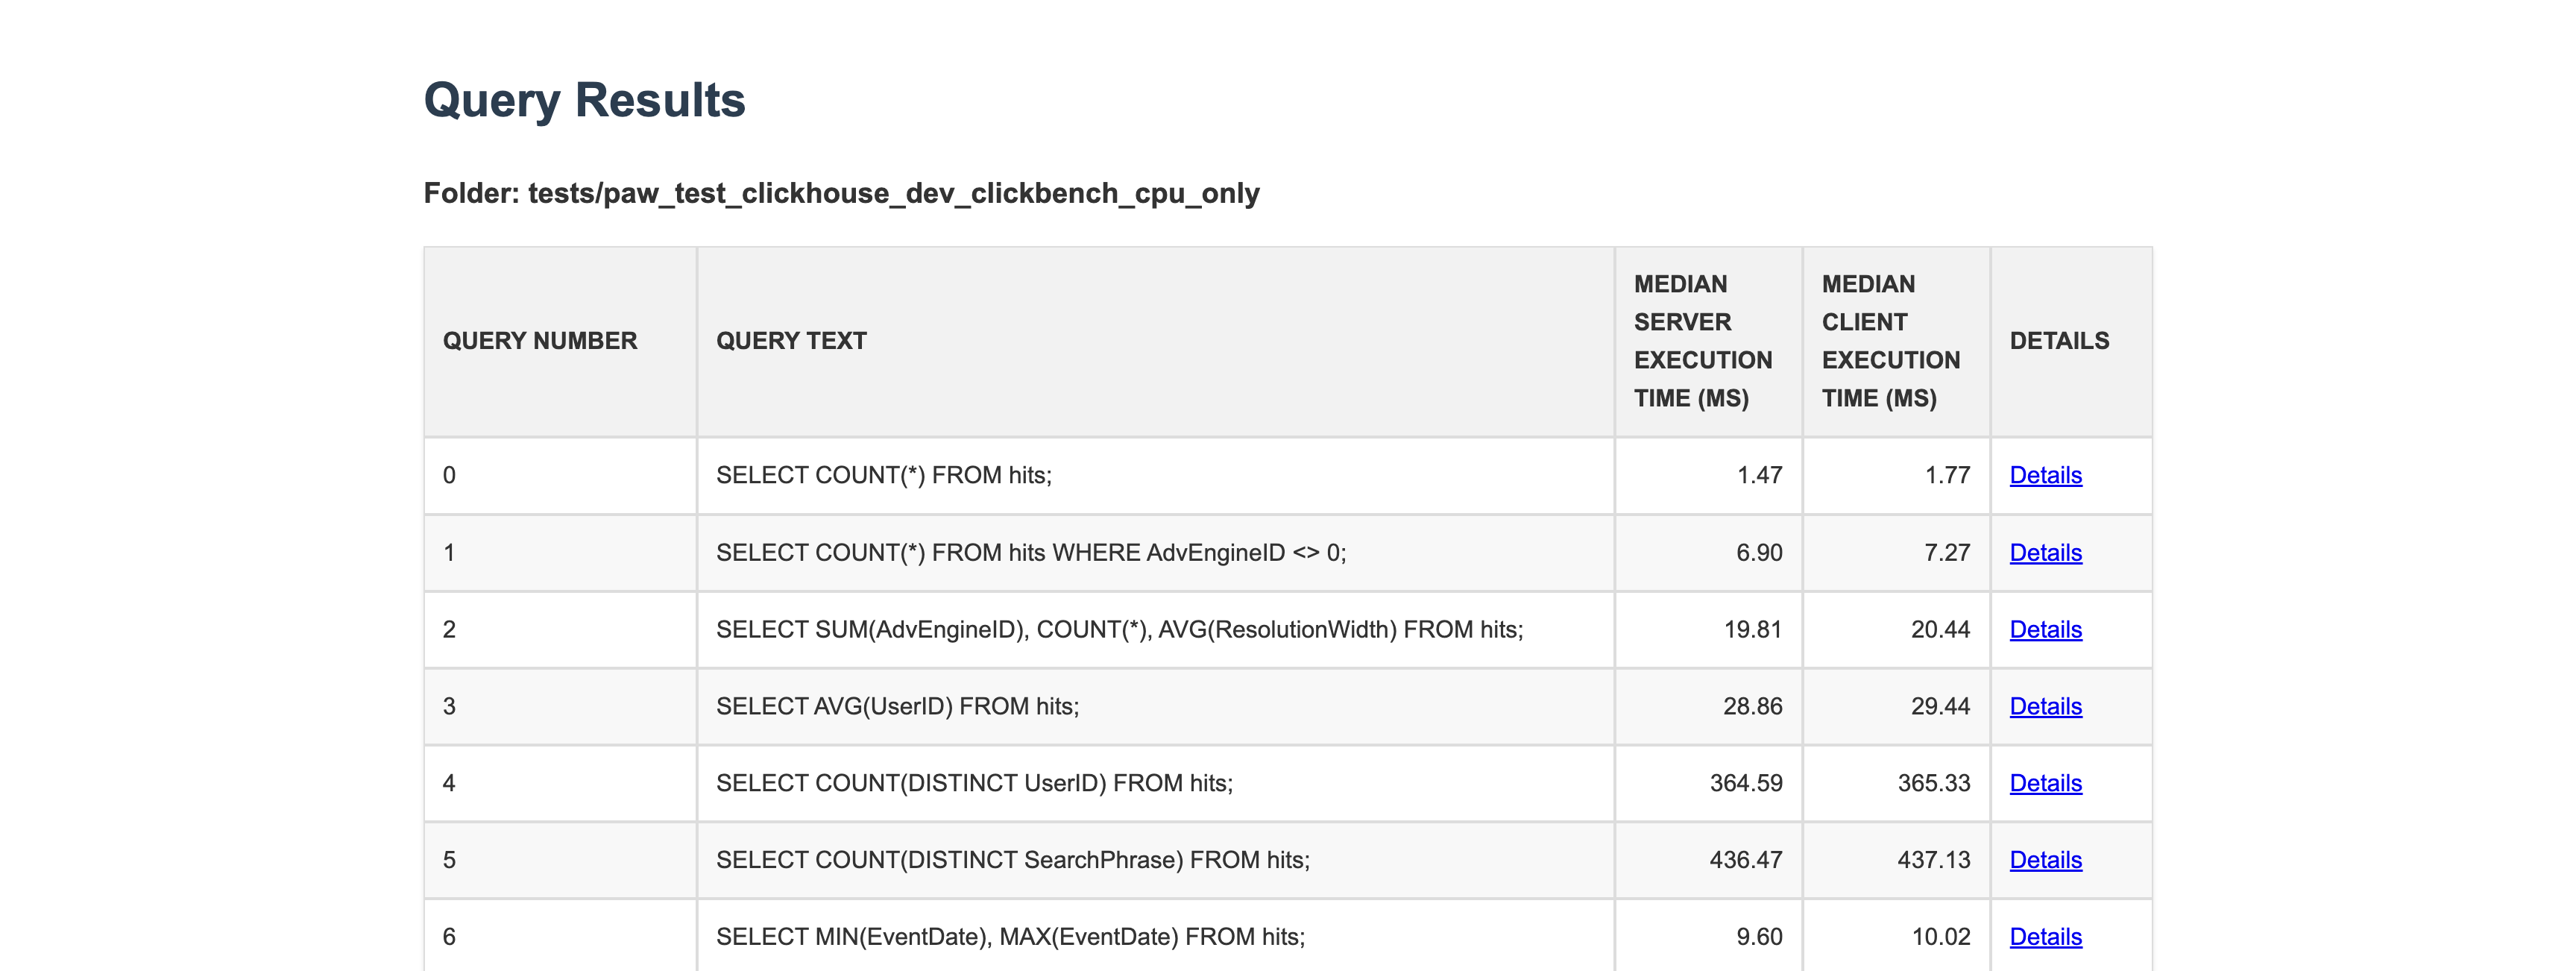 Query Results
Folder: tests/paw_test_clickhouse_dev_clickbench_cpu_only
QUERY NUMBER QUERY TEXT MEDIAN SERVER EXECUTION TIME (MS) MEDIAN CLIENT EXECUTION TIME (MS) DETAILS
0 SELECT COUNT(*) FROM hits; 1.47 1.77 Details
1 SELECT COUNT(*) FROM hits WHERE AdvEngineID <> 0; 6.90 7.27 Details
2 SELECT SUM(AdvEngineID), COUNT(*), AVG(ResolutionWidth) FROM hits; 19.81 20.44 Details
3 SELECT AVG(UserID) FROM hits; 28.86 29.44 Details
4 SELECT COUNT(DISTINCT UserID) FROM hits; 364.59 365.33 Details
5 SELECT COUNT(DISTINCT SearchPhrase) FROM hits; 436.47 437.13 Details
6 SELECT MIN(EventDate), MAX(EventDate) FROM hits; 9.60 10.02 Details